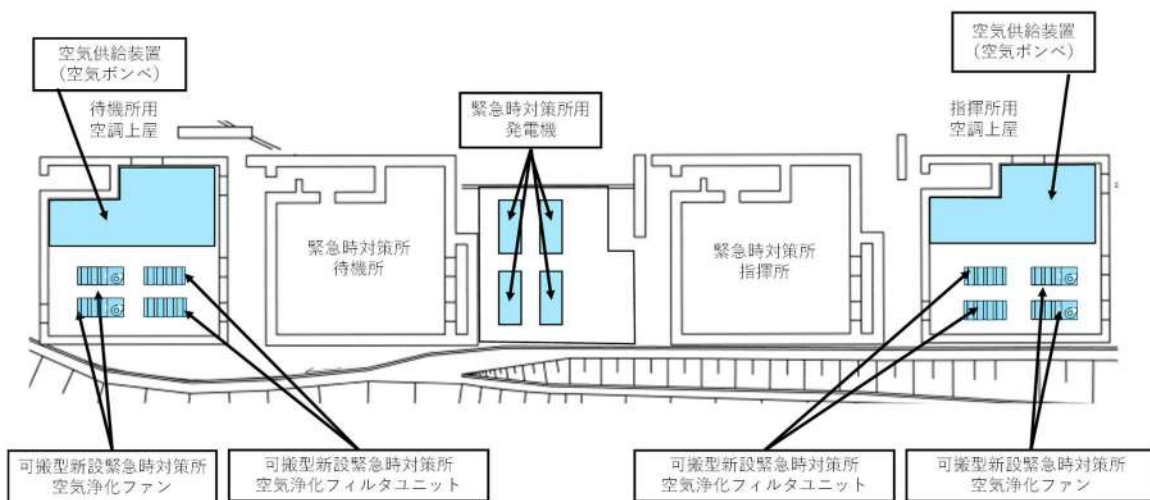 空気供給装置
(空気ボンベ)
空気供給装置
(空気ボンベ)
待機所用
空調上屋
緊急時対策所用
発電機
指揮所用
空調上屋
緊急時対策所
待機所
緊急時対策所
指揮所
可搬型新設緊急時対策所
空気浄化ファン
可搬型新設緊急時対策所
空気浄化フィルタユニット
可搬型新設緊急時対策所
空気浄化フィルタユニット
可搬型新設緊急時対策所
空気浄化ファン